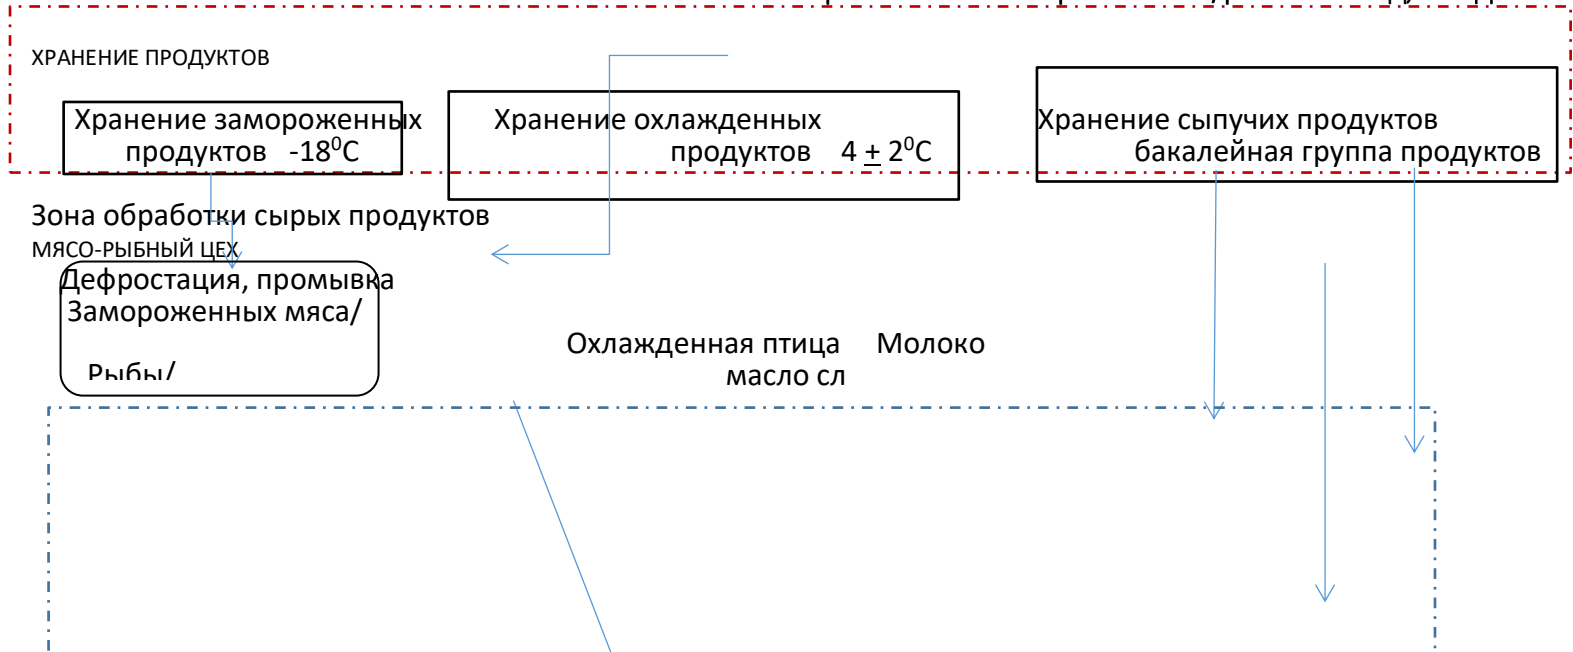 ХРАНЕНИЕ ПРОДУКТОВ
Хранение замороженных
продуктов -18⁰С
Хранение охлажденных
продуктов 4 + 2⁰С
Хранение сыпучих продуктов
бакалейная группа продуктов
Зона обработки сырых продуктов
МЯСО-РЫБНЫЙ ЦЕХ
Дефростация, промывка
Замороженных мяса/
Рыбы/
Охлажденная птица Молоко
масло сл